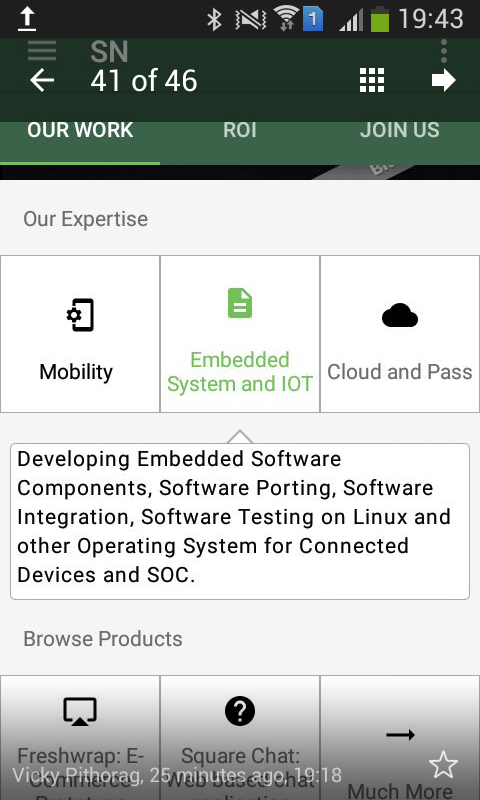 1 19:43
SN
41 of 46
OUR WORK ROI JOIN US
Our Expertise
Mobility
Embedded
System and IOT
Cloud and Pass
Developing Embedded Software
Components, Software Porting, Software
Integration, Software Testing on Linux and
other Operating System for Connected
Devices and SOC.
Browse Products
Freshwrap: E-
Commerce
Square Chat:
Web based chat
Much More
Vicky Pithorag, 25 minutes ago, 19:18